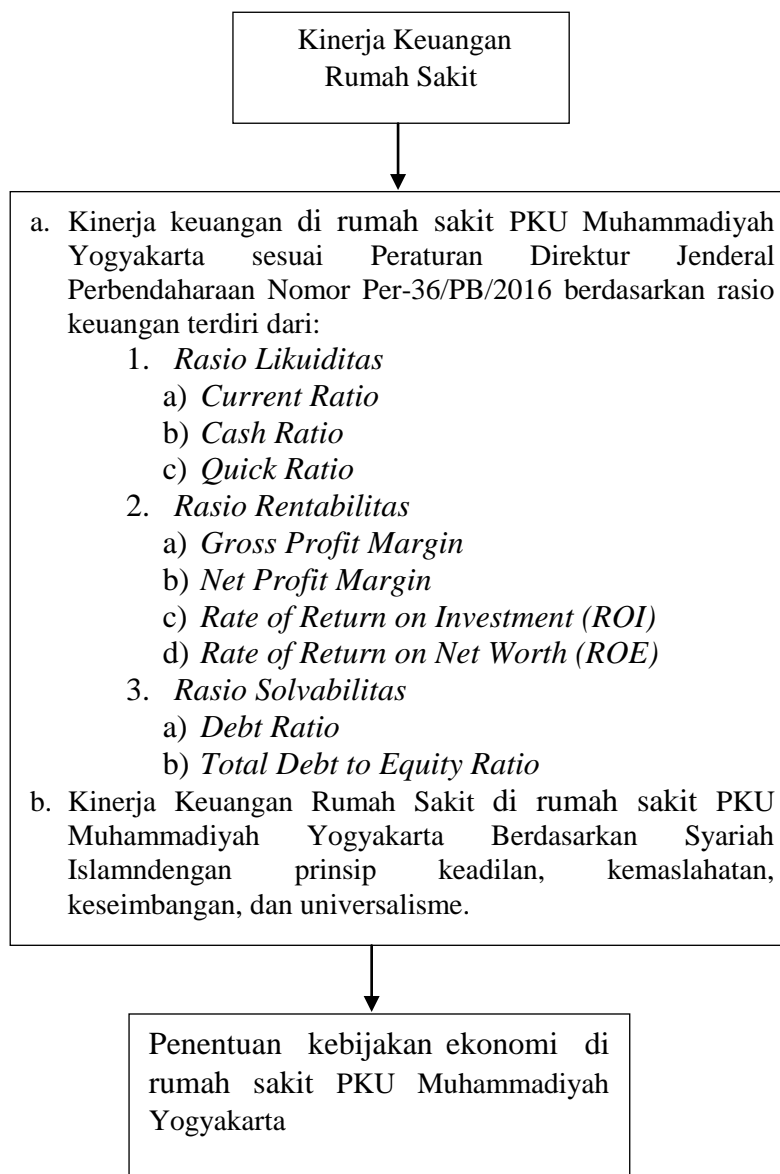 Kinerja Keuangan
Rumah Sakit
a. Kinerja keuangan di rumah sakit PKU Muhammadiyah
Yogyakarta sesuai Peraturan Direktur Jenderal
Perbendaharaan Nomor Per-36/PB/2016 berdasarkan rasio
keuangan terdiri dari:
1. Rasio Likuiditas
a) Current Ratio
b) Cash Ratio
c) Quick Ratio
2. Rasio Rentabilitas
a) Gross Profit Margin
b) Net Profit Margin
c) Rate of Return on Investment (ROI)
d) Rate of Return on Net Worth (ROE)
3. Rasio Solvabilitas
a) Debt Ratio
b) Total Debt to Equity Ratio
b. Kinerja Keuangan Rumah Sakit di rumah sakit PKU
Muhammadiyah Yogyakarta Berdasarkan Syariah
Islamndengan prinsip keadilan, kemaslahatan,
keseimbangan, dan universalisme.
Penentuan kebijakan ekonomi di
rumah sakit PKU Muhammadiyah
Yogyakarta